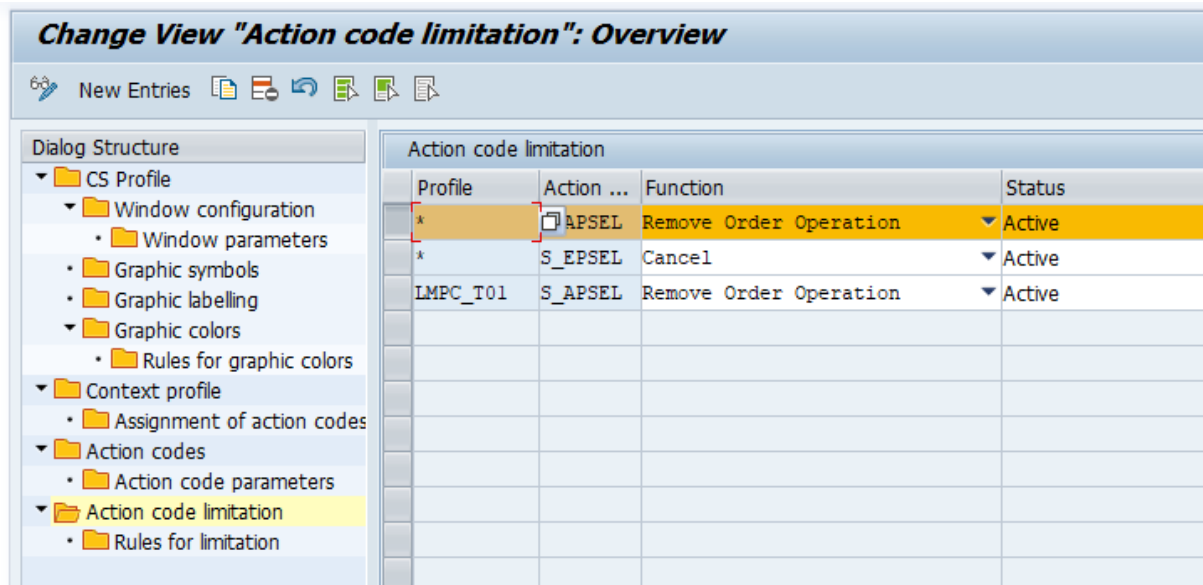 Change View "Action code limitation": Overview
New Entries
Dialog Structure
CS Profile
Window configuration
Window parameters
Graphic symbols
Graphic labelling
Graphic colors
Rules for graphic colors
Context profile
Assignment of action codes
Action codes
Action code parameters
Action code limitation
Rules for limitation
Action code limitation
Profile Action ... Function Status
* APSEL Remove Order Operation Active
* S_EPSEL Cancel Active
LMPC_T01 S_APSEL Remove Order Operation Active